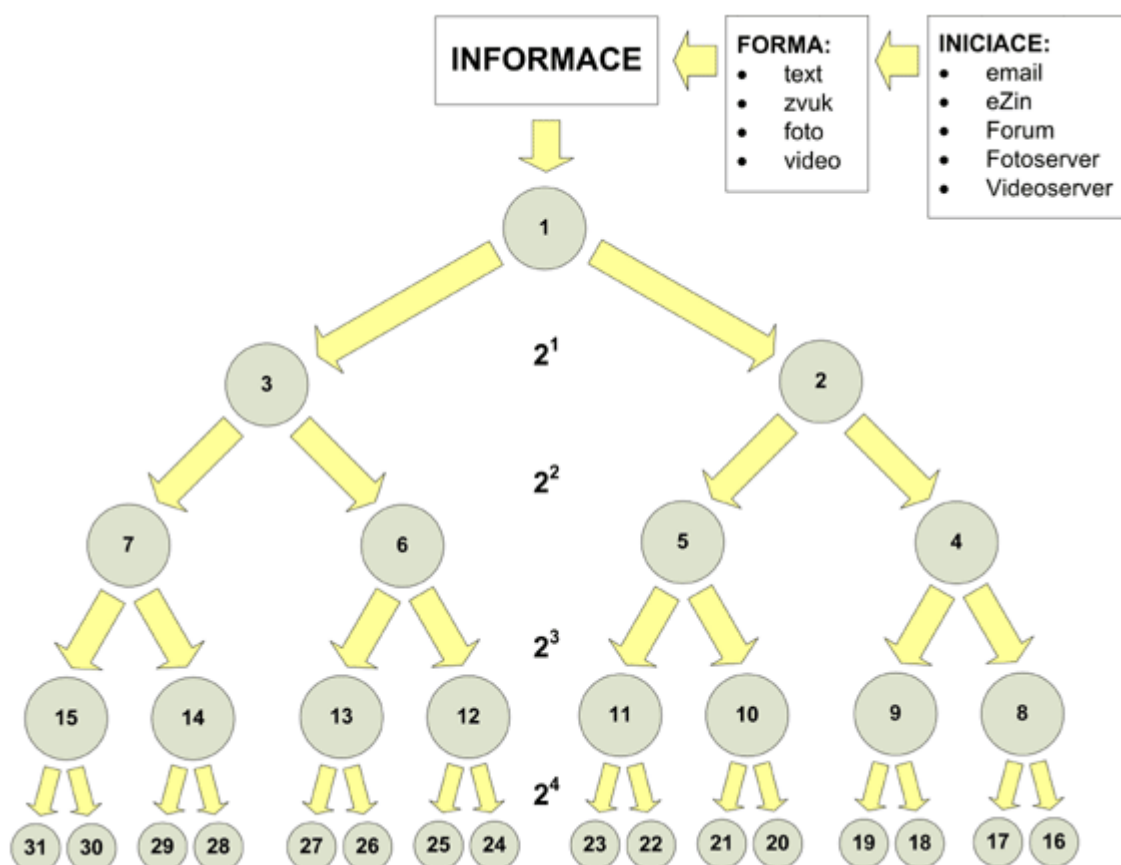 INFORMACE
FORMA:
• text
• zvuk
• foto
• video
INICIACE:
• email
• eZin
• Forum
• Fotoserver
• Videoserver
1
2¹
3
2
2²
7
6
5
4
2³
15
14
13
12
11
10
9
8
2⁴
31
30
29
28
27
26
25
24
23
22
21
20
19
18
17
16